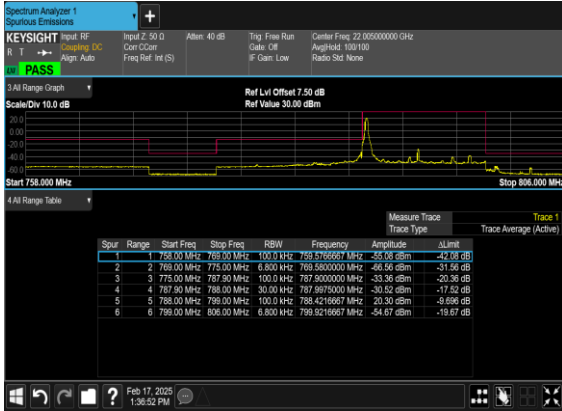 Spectrum Analyzer 1
Spurious Emissions
+
KEYSIGHT Input: RF Input Z: 50 Ω Atten: 40 dB Trig: Free Run Center Freq: 22.005000000 GHz
R T Coupling: DC Corr CCorr Gate: Off Avg|Hold: 100/100
Align: Auto Freq Ref: Int (S) IF Gain: Low Radio Std: None
PASS
3 All Range Graph Ref Lvl Offset 7.50 dB
Scale/Div 10.0 dB Ref Value 30.00 dBm
20.0
0.00
-20.0
-40.0
-60.0
Start 758.000 MHz Stop 806.000 MHz
4 All Range Table
Measure Trace Trace 1
Trace Type Trace Average (Active)
Spur Range Start Freq Stop Freq RBW Frequency Amplitude ΔLimit
1 1 758.00 MHz 769.00 MHz 100.0 kHz 759.5766667 MHz -55.08 dBm -42.08 dB
2 2 769.00 MHz 775.00 MHz 6.800 kHz 769.5800000 MHz -66.56 dBm -31.56 dB
3 3 775.00 MHz 787.90 MHz 100.0 kHz 787.9000000 MHz -33.36 dBm -20.36 dB
4 4 787.90 MHz 788.00 MHz 30.00 kHz 787.9975000 MHz -30.52 dBm -17.52 dB
5 5 788.00 MHz 799.00 MHz 100.0 kHz 788.4216667 MHz 20.30 dBm -9.696 dB
6 6 799.00 MHz 806.00 MHz 6.800 kHz 799.9216667 MHz -54.67 dBm -19.67 dB
? Feb 17, 2025
1:36:52 PM